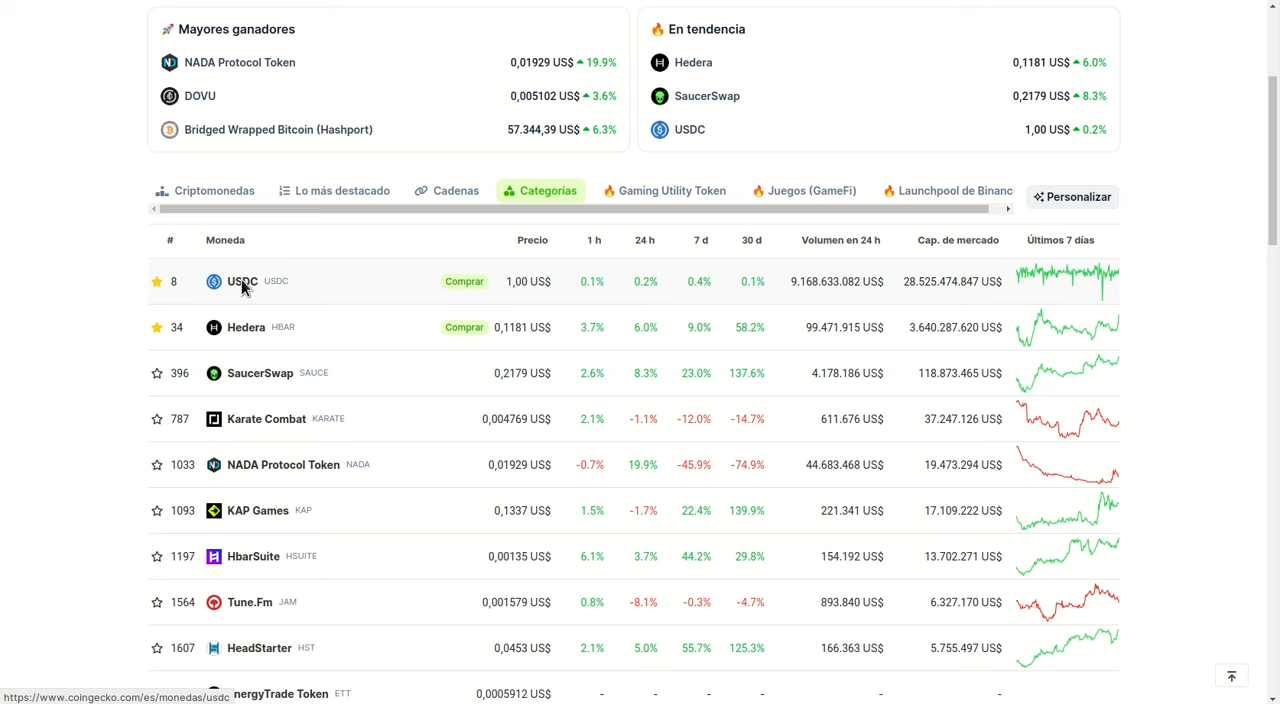 🚀 Mayores ganadores
NADA Protocol Token 0,01929 US$ ▲ 19.9%
DOVU 0,005102 US$ ▲ 3.6%
Bridged Wrapped Bitcoin (Hashport) 57.344,39 US$ ▲ 6.3%
🔥 En tendencia
Hedera 0,1181 US$ ▲ 6.0%
SaucerSwap 0,2179 US$ ▲ 8.3%
USDC 1,00 US$ ▲ 0.2%
Criptomonedas Lo más destacado Cadenas Categorías 🔥 Gaming Utility Token 🔥 Juegos (GameFi) 🔥 Launchpool de Binanc Personalizar
# Moneda Precio 1 h 24 h 7 d 30 d Volumen en 24 h Cap. de mercado Últimos 7 días
8 USDC USDC Comprar 1,00 US$ 0.1% 0.2% 0.4% 0.1% 9.168.633.082 US$ 28.525.474.847 US$
34 Hedera HBAR Comprar 0,1181 US$ 3.7% 6.0% 9.0% 58.2% 99.471.915 US$ 3.640.287.620 US$
396 SaucerSwap SAUCE 0,2179 US$ 2.6% 8.3% 23.0% 137.6% 4.178.186 US$ 118.873.465 US$
787 Karate Combat KARATE 0,004769 US$ 2.1% -1.1% -12.0% -14.7% 611.676 US$ 37.247.126 US$
1033 NADA Protocol Token NADA 0,01929 US$ -0.7% 19.9% -45.9% -74.9% 44.683.468 US$ 19.473.294 US$
1093 KAP Games KAP 0,1337 US$ 1.5% -1.7% 22.4% 139.9% 221.341 US$ 17.109.222 US$
1197 HbarSuite HSUITE 0,00135 US$ 6.1% 3.7% 44.2% 29.8% 154.192 US$ 13.702.271 US$
1564 Tune.Fm JAM 0,001579 US$ 0.8% -8.1% -0.3% -4.7% 893.840 US$ 6.327.170 US$
1607 HeadStarter HST 0,0453 US$ 2.1% 5.0% 55.7% 125.3% 166.363 US$ 5.755.497 US$
nergyTrade Token ETT 0,0005912 US$ - - - - - -
https://www.coingecko.com/es/monedas/usdc